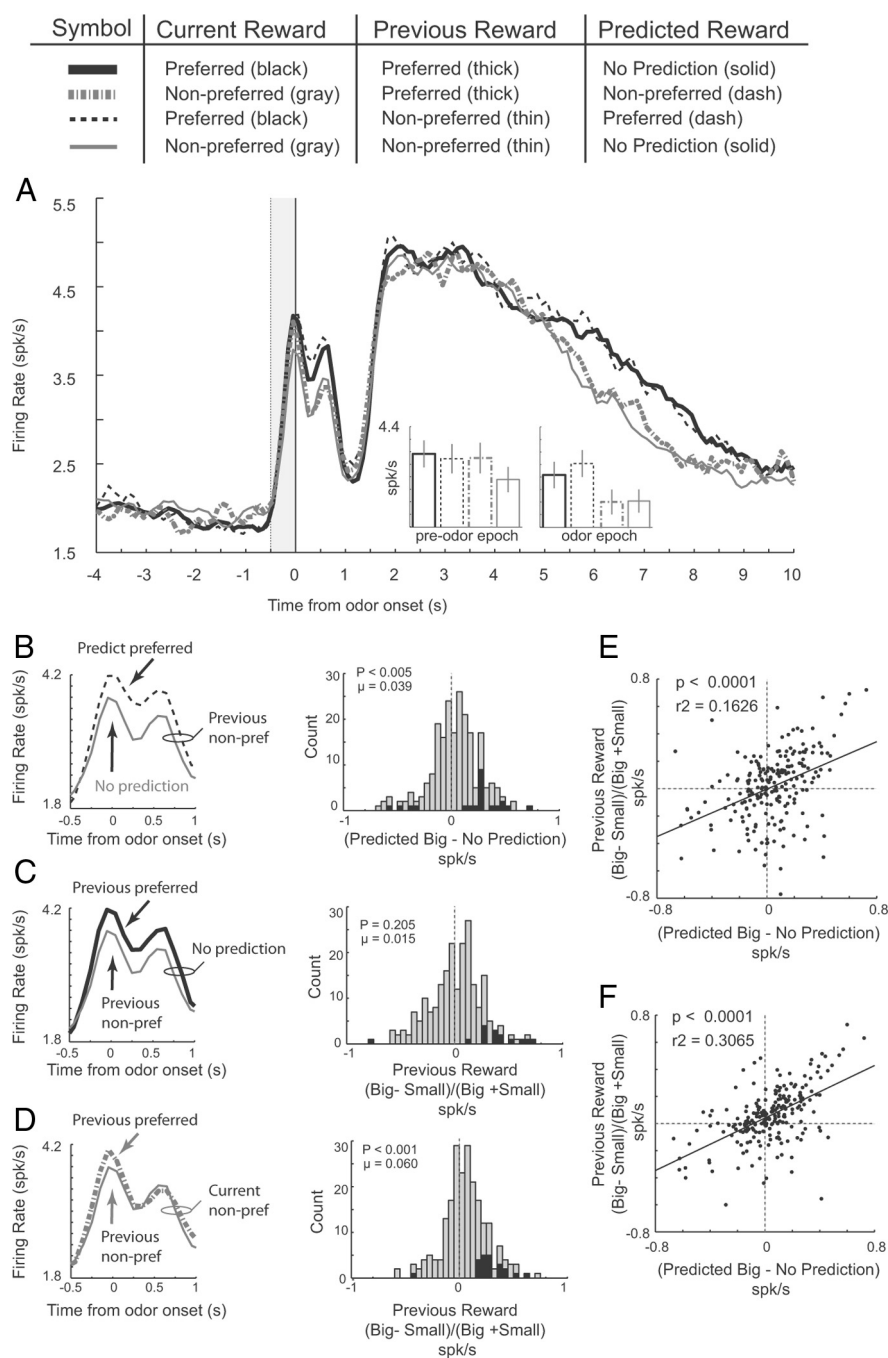 Symbol Current Reward Previous Reward Predicted Reward
Preferred (black) Preferred (thick) No Prediction (solid)
Non-preferred (gray) Preferred (thick) Non-preferred (dash)
Preferred (black) Non-preferred (thin) Preferred (dash)
Non-preferred (gray) Non-preferred (thin) No Prediction (solid)
A
Firing Rate (spk/s)
5.5
4.5
3.5
2.5
1.5
4.4
spk/s
pre-odor epoch odor epoch
-4 -3 -2 -1 0 1 2 3 4 5 6 7 8 9 10
Time from odor onset (s)
B
Predict preferred
Firing Rate (spk/s)
4.2
1.8
Previous
non-pref
No prediction
-0.5 0 0.5 1
Time from odor onset (s)
P < 0.005
μ = 0.039
Count
30
20
10
0
-1 0 1
(Predicted Big - No Prediction)
spk/s
C
Previous preferred
Firing Rate (spk/s)
4.2
1.8
No prediction
Previous
non-pref
-0.5 0 0.5 1
Time from odor onset (s)
P = 0.205
μ = 0.015
Count
30
20
10
0
-1 0 1
Previous Reward
(Big- Small)/(Big +Small)
spk/s
D
Previous preferred
Firing Rate (spk/s)
4.2
1.8
Current
non-pref
Previous
non-pref
-0.5 0 0.5 1
Time from odor onset (s)
P < 0.001
μ = 0.060
Count
30
20
10
0
-1 0 1
Previous Reward
(Big- Small)/(Big +Small)
spk/s
E
0.8
p < 0.0001
r2 = 0.1626
Previous Reward
(Big- Small)/(Big +Small)
spk/s
-0.8
-0.8 0 0.8
(Predicted Big - No Prediction)
spk/s
F
0.8
p < 0.0001
r2 = 0.3065
Previous Reward
(Big- Small)/(Big +Small)
spk/s
-0.8
-0.8 0 0.8
(Predicted Big - No Prediction)
spk/s